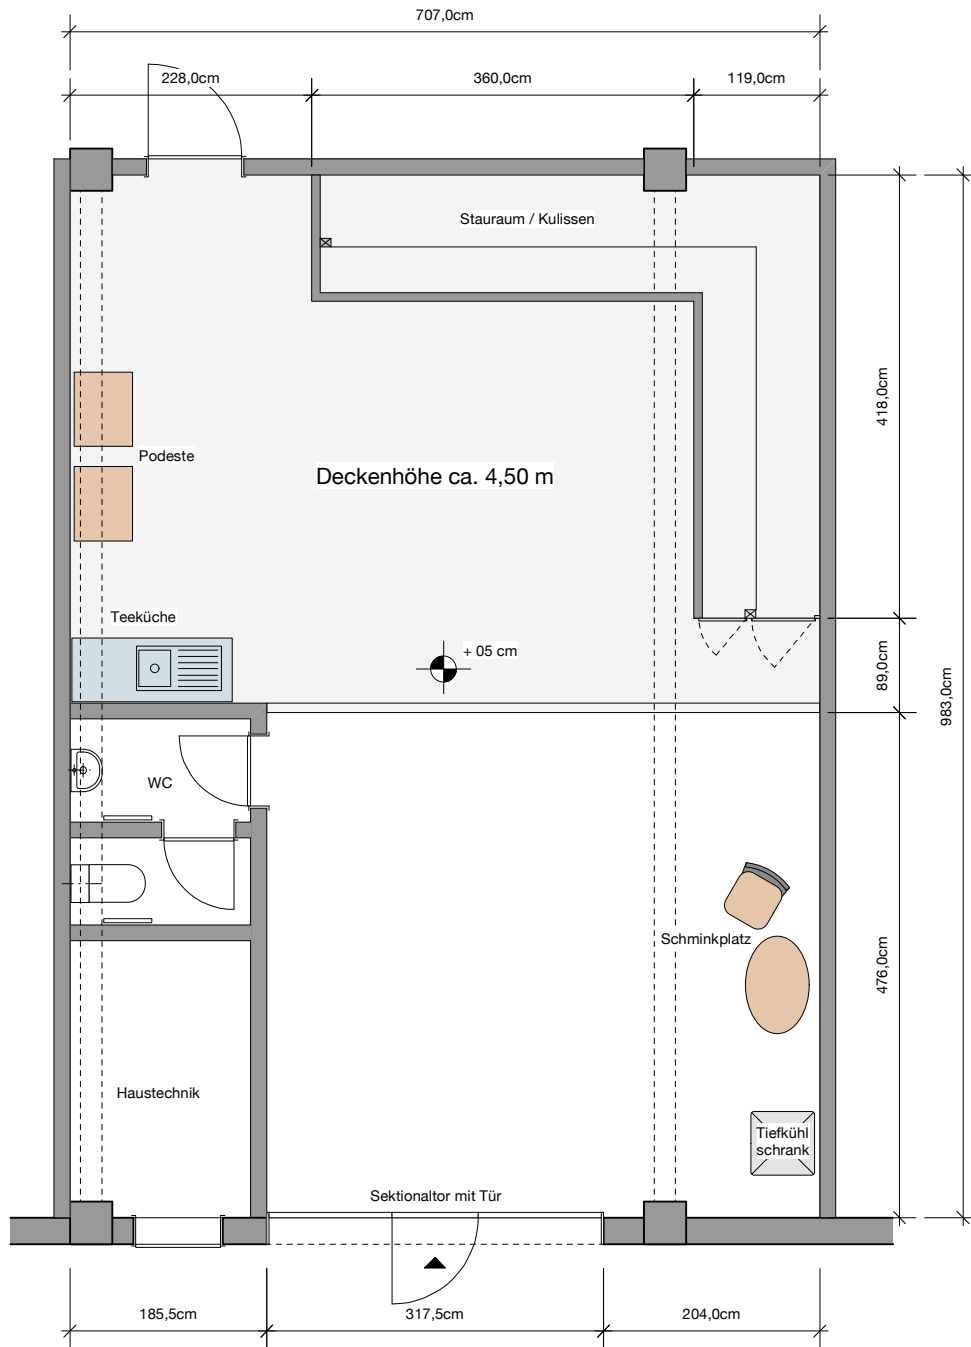 707,0cm
228,0cm
360,0cm
119,0cm
Stauraum / Kulissen
418,0cm
Podeste
Deckenhöhe ca. 4,50 m
Teeküche
+ 05 cm
89,0cm
983,0cm
WC
Schminkplatz
476,0cm
Haustechnik
Tiefkühl
schrank
Sektionaltor mit Tür
185,5cm
317,5cm
204,0cm